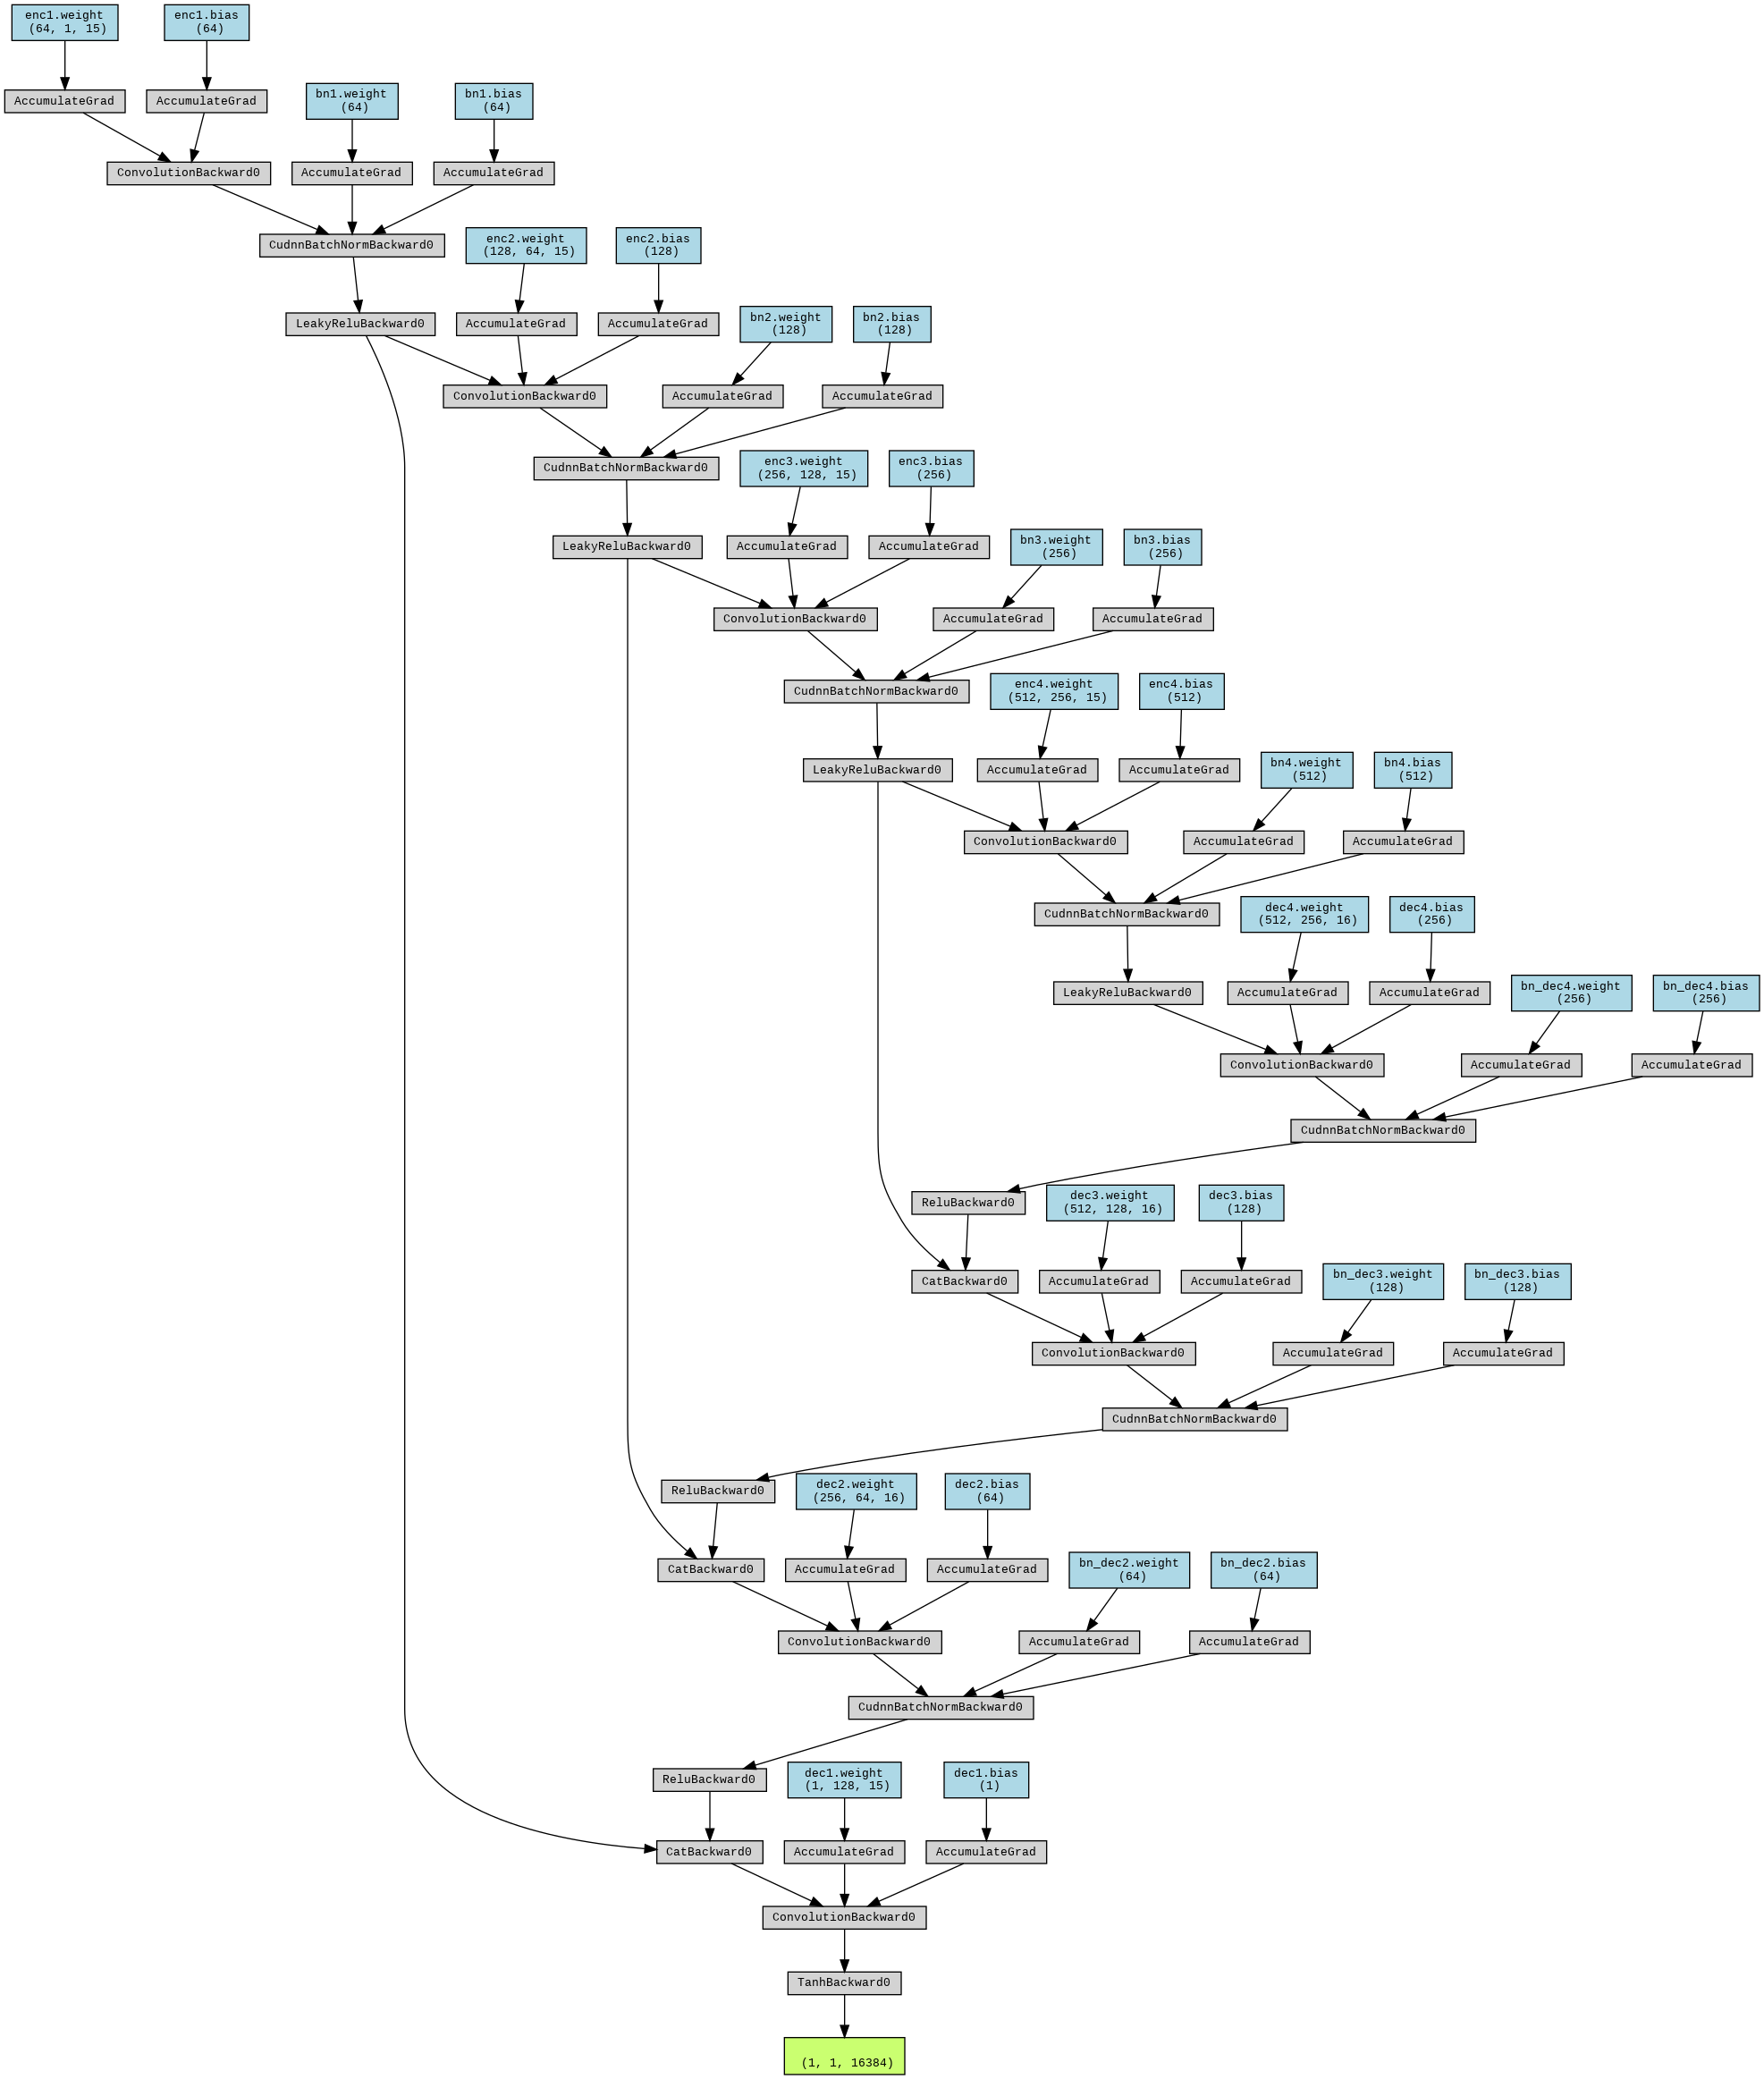 enc1.weight
(64, 1, 15)
enc1.bias
(64)
AccumulateGrad
AccumulateGrad
bn1.weight
(64)
bn1.bias
(64)
ConvolutionBackward0
AccumulateGrad
AccumulateGrad
CudnnBatchNormBackward0
enc2.weight
(128, 64, 15)
enc2.bias
(128)
LeakyReluBackward0
AccumulateGrad
AccumulateGrad
bn2.weight
(128)
bn2.bias
(128)
ConvolutionBackward0
AccumulateGrad
AccumulateGrad
CudnnBatchNormBackward0
enc3.weight
(256, 128, 15)
enc3.bias
(256)
LeakyReluBackward0
AccumulateGrad
AccumulateGrad
bn3.weight
(256)
bn3.bias
(256)
ConvolutionBackward0
AccumulateGrad
AccumulateGrad
CudnnBatchNormBackward0
enc4.weight
(512, 256, 15)
enc4.bias
(512)
LeakyReluBackward0
AccumulateGrad
AccumulateGrad
bn4.weight
(512)
bn4.bias
(512)
ConvolutionBackward0
AccumulateGrad
AccumulateGrad
CudnnBatchNormBackward0
dec4.weight
(512, 256, 16)
dec4.bias
(256)
LeakyReluBackward0
AccumulateGrad
AccumulateGrad
bn_dec4.weight
(256)
bn_dec4.bias
(256)
ConvolutionBackward0
AccumulateGrad
AccumulateGrad
CudnnBatchNormBackward0
ReluBackward0
dec3.weight
(512, 128, 16)
dec3.bias
(128)
CatBackward0
AccumulateGrad
AccumulateGrad
bn_dec3.weight
(128)
bn_dec3.bias
(128)
ConvolutionBackward0
AccumulateGrad
AccumulateGrad
CudnnBatchNormBackward0
ReluBackward0
dec2.weight
(256, 64, 16)
dec2.bias
(64)
CatBackward0
AccumulateGrad
AccumulateGrad
bn_dec2.weight
(64)
bn_dec2.bias
(64)
ConvolutionBackward0
AccumulateGrad
AccumulateGrad
CudnnBatchNormBackward0
ReluBackward0
dec1.weight
(1, 128, 15)
dec1.bias
(1)
CatBackward0
AccumulateGrad
AccumulateGrad
ConvolutionBackward0
TanhBackward0
(1, 1, 16384)